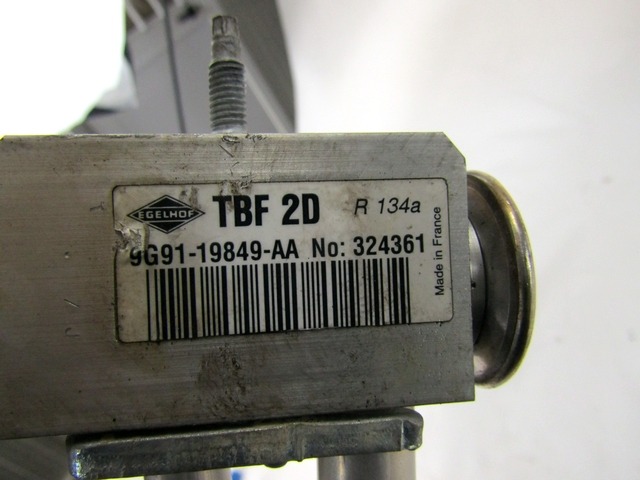 EGELHOF TBF 2D R 134a
9G91-19849-AA No: 324361
Made in France